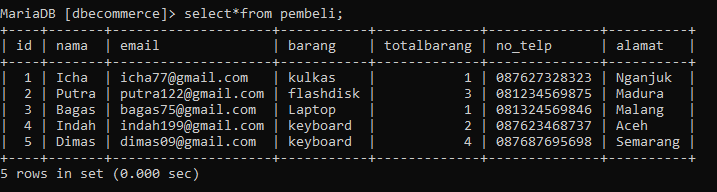 MariaDB [dbecommerce]> select*from pembeli;
+----+-------+--------------------+-----------+-------------+--------------+----------+
| id | nama  | email              | barang    | totalbarang | no_telp      | alamat   |
+----+-------+--------------------+-----------+-------------+--------------+----------+
|  1 | Icha  | icha77@gmail.com   | kulkas    |           1 | 087627328323 | Nganjuk  |
|  2 | Putra | putra122@gmail.com | flashdisk |           3 | 081234569875 | Madura   |
|  3 | Bagas | bagas75@gmail.com  | Laptop    |           1 | 081324569846 | Malang   |
|  4 | Indah | indah199@gmail.com | keyboard  |           2 | 087623468737 | Aceh     |
|  5 | Dimas | dimas09@gmail.com  | keyboard  |           4 | 087687695698 | Semarang |
+----+-------+--------------------+-----------+-------------+--------------+----------+
5 rows in set (0.000 sec)